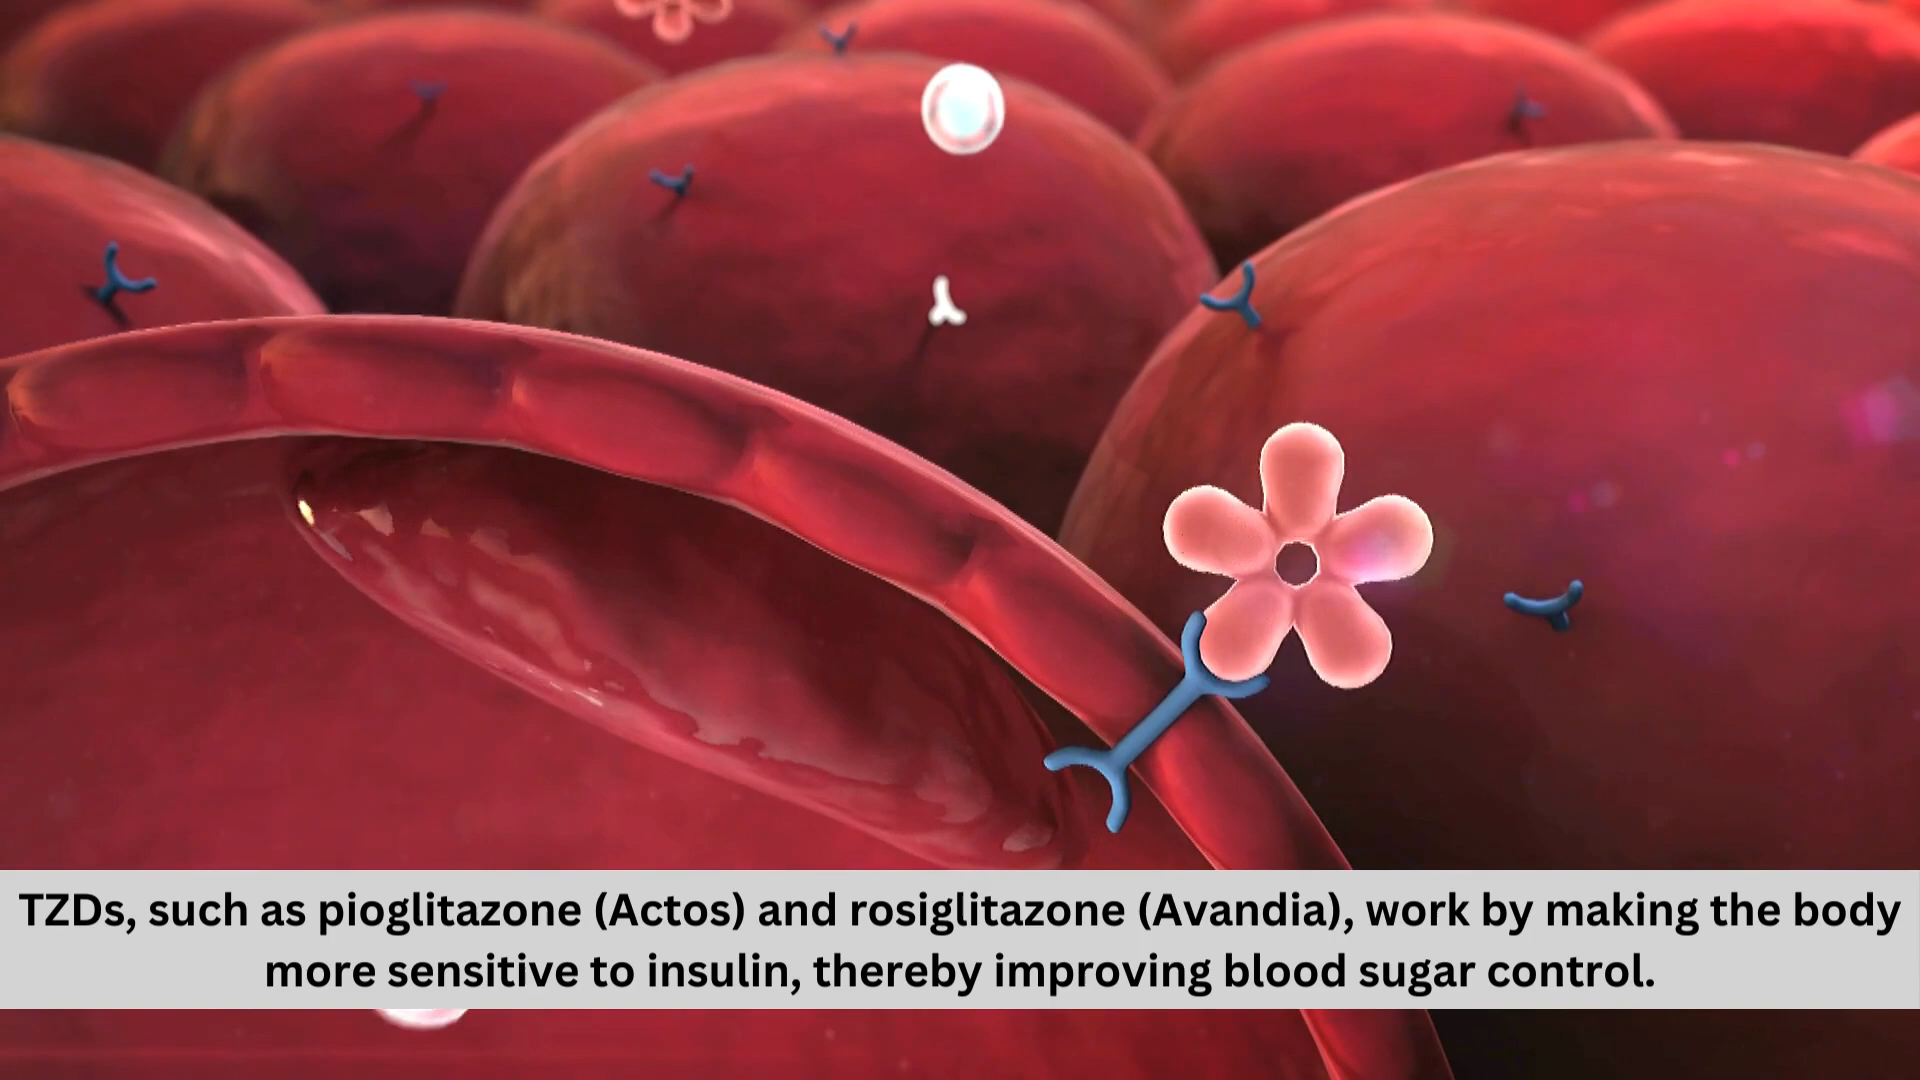 TZDs, such as pioglitazone (Actos) and rosiglitazone (Avandia), work by making the body
more sensitive to insulin, thereby improving blood sugar control.